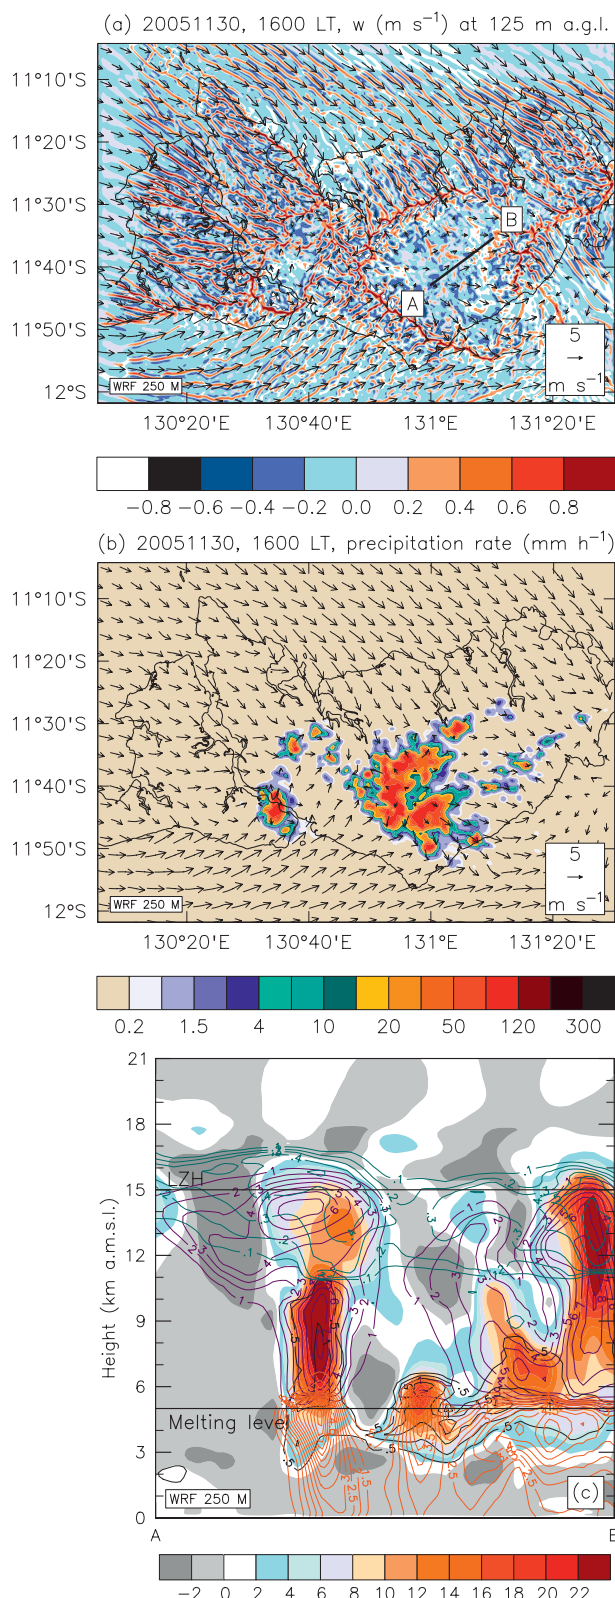 (a) 20051130, 1600 LT, w (m s⁻¹) at 125 m a.g.l.
11°10'S
11°20'S
11°30'S
B
11°40'S
A
11°50'S
5
m s⁻¹
12°S
WRF 250 M
130°20'E 130°40'E 131°E 131°20'E
−0.8 −0.6 −0.4 −0.2 0.0 0.2 0.4 0.6 0.8
(b) 20051130, 1600 LT, precipitation rate (mm h⁻¹)
11°10'S
11°20'S
11°30'S
11°40'S
11°50'S
5
m s⁻¹
12°S
WRF 250 M
130°20'E 130°40'E 131°E 131°20'E
0.2 1.5 4 10 20 50 120 300
21
18
LZH
15
12
Height (km a.m.s.l.)
9
6
Melting level
3
WRF 250 M
(c)
0
A
−2 0 2 4 6 8 10 12 14 16 18 20 22